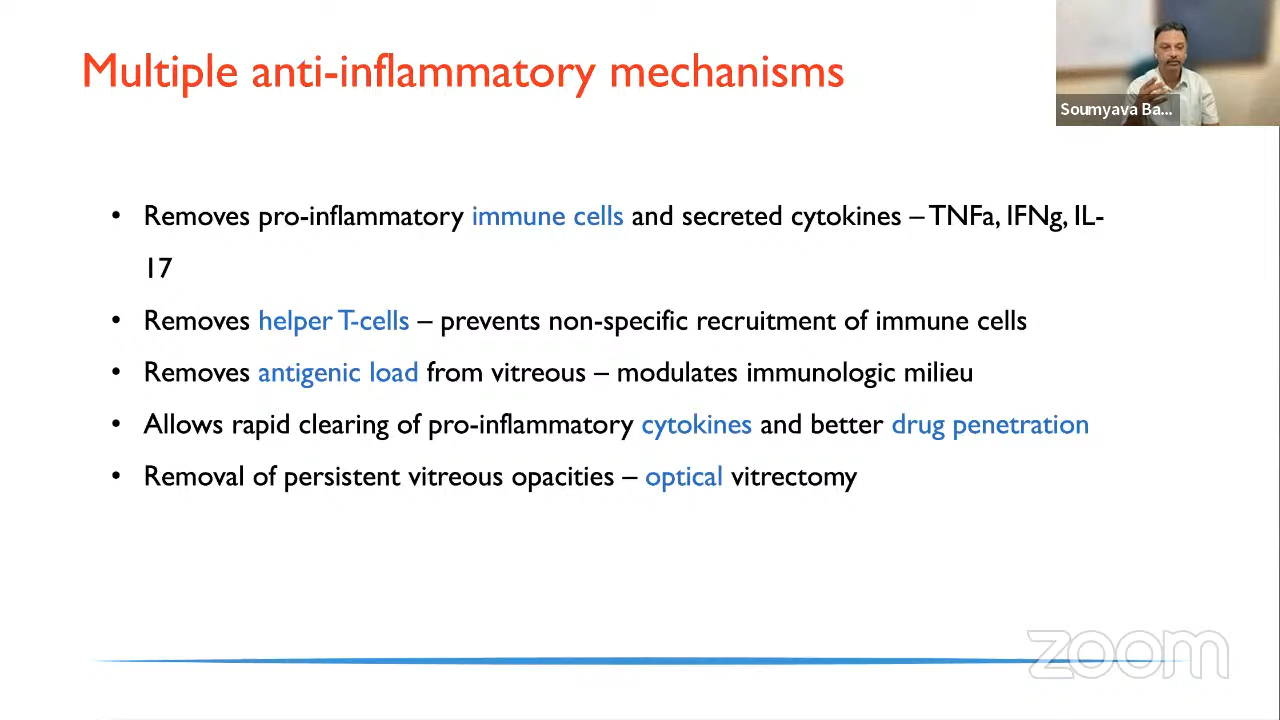 Multiple anti-inflammatory mechanisms
Soumyava Ba...
• Removes pro-inflammatory immune cells and secreted cytokines – TNFa, IFNg, IL-
17
• Removes helper T-cells – prevents non-specific recruitment of immune cells
• Removes antigenic load from vitreous – modulates immunologic milieu
• Allows rapid clearing of pro-inflammatory cytokines and better drug penetration
• Removal of persistent vitreous opacities – optical vitrectomy
zoom